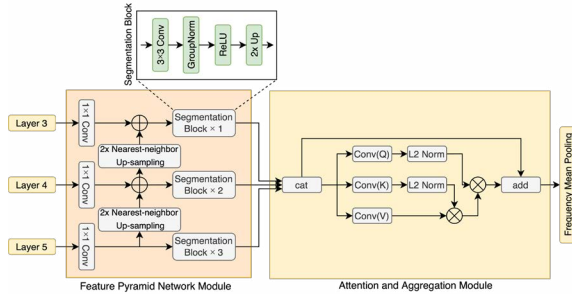 Segmentation Block
3×3 Conv
GroupNorm
ReLU
2x Up
Layer 3
1×1 Conv
Segmentation
Block × 1
2x Nearest-neighbor
Up-sampling
Layer 4
1×1 Conv
Segmentation
Block × 2
2x Nearest-neighbor
Up-sampling
Layer 5
1×1 Conv
Segmentation
Block × 3
Feature Pyramid Network Module
cat
Conv(Q)
L2 Norm
Conv(K)
L2 Norm
Conv(V)
add
Attention and Aggregation Module
Frequency Mean Pooling